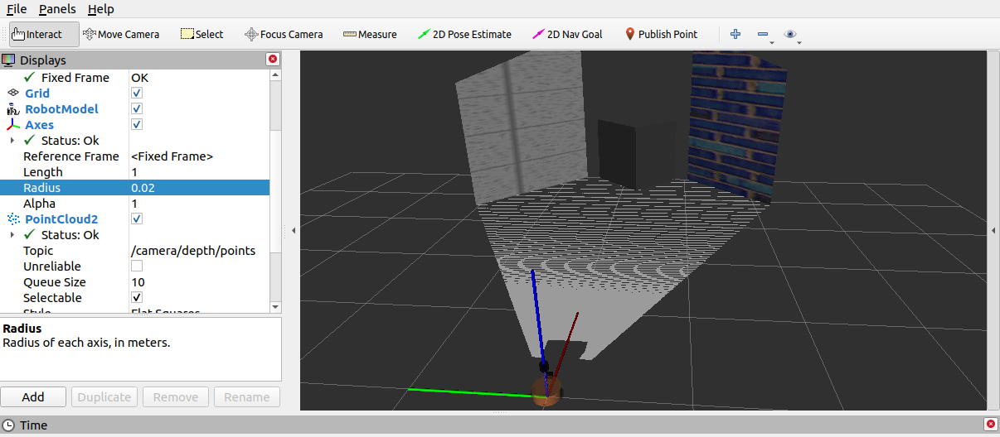 File Panels Help
Interact Move Camera Select Focus Camera Measure 2D Pose Estimate 2D Nav Goal Publish Point
Displays
Fixed Frame OK
Grid
RobotModel
Axes
Status: Ok
Reference Frame <Fixed Frame>
Length 1
Radius 0.02
Alpha 1
PointCloud2
Status: Ok
Topic /camera/depth/points
Unreliable
Queue Size 10
Selectable
Style Flat Squares
Radius
Radius of each axis, in meters.
Add Duplicate Remove Rename
Time